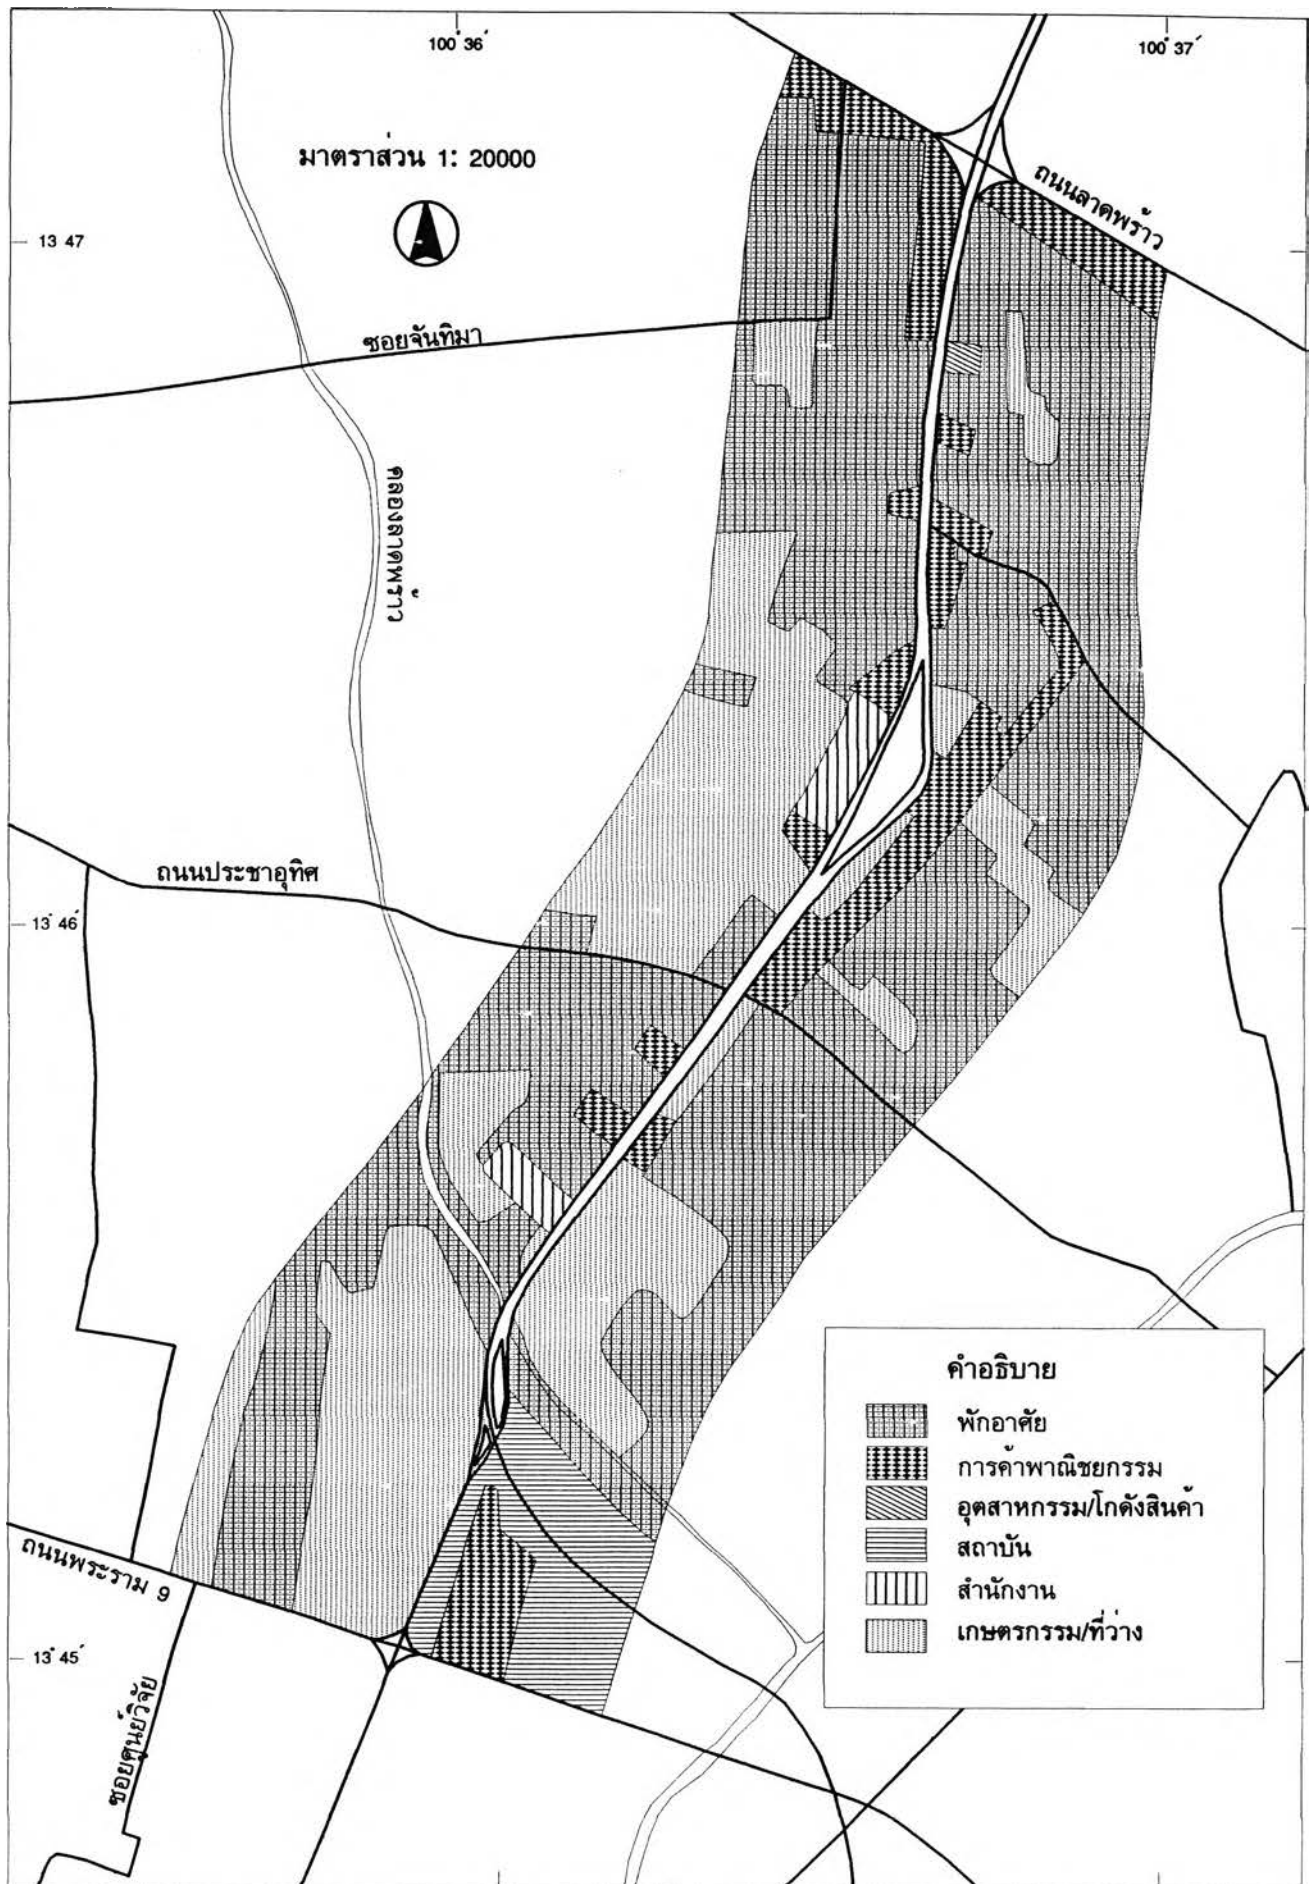 100° 36′
100° 37′
มาตราส่วน 1: 20000
ถนนลาดพร้าว
13 47
ซอยจันทิมา
คลองลาดพร้าว
ถนนประชาอุทิศ
13° 46′
คำอธิบาย
พักอาศัย
การค้าพาณิชยกรรม
อุตสาหกรรม/โกดังสินค้า
สถาบัน
สำนักงาน
เกษตรกรรม/ที่ว่าง
ถนนพระราม 9
13° 45′
ซอยศูนย์วิจัย